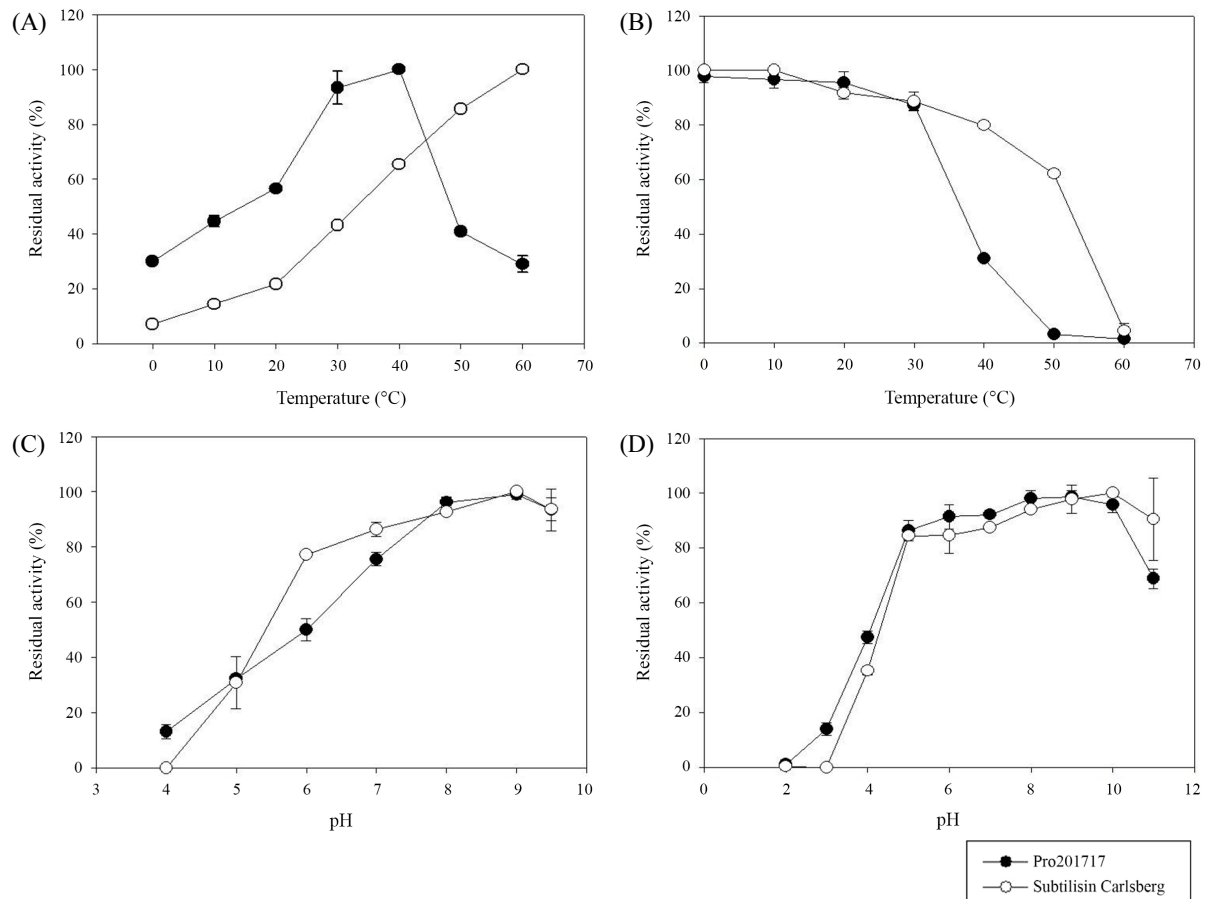 (A)
Residual activity (%)
120
100
80
60
40
20
0
0 10 20 30 40 50 60 70
Temperature (°C)
(B)
Residual activity (%)
120
100
80
60
40
20
0
0 10 20 30 40 50 60 70
Temperature (°C)
(C)
Residual activity (%)
120
100
80
60
40
20
0
3 4 5 6 7 8 9 10
pH
(D)
Residual activity (%)
120
100
80
60
40
20
0
0 2 4 6 8 10 12
pH
Pro201717
Subtilisin Carlsberg